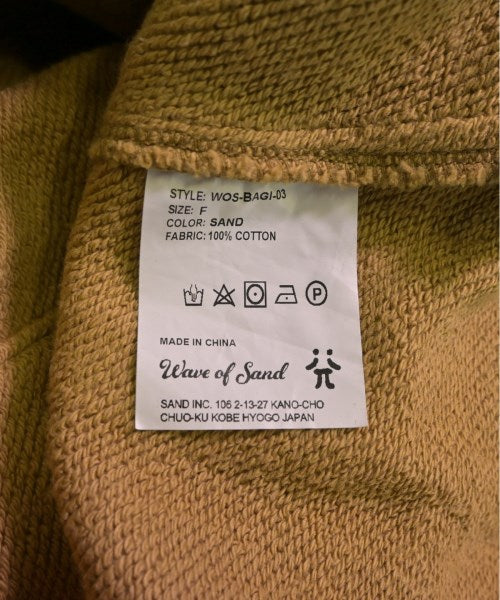 STYLE: WOS-BAGI-03
SIZE: F
COLOR: SAND
FABRIC: 100% COTTON
P
MADE IN CHINA
Wave of Sand
SAND INC. 106 2-13-27 KANO-CHO
CHUO-KU KOBE HYOGO JAPAN